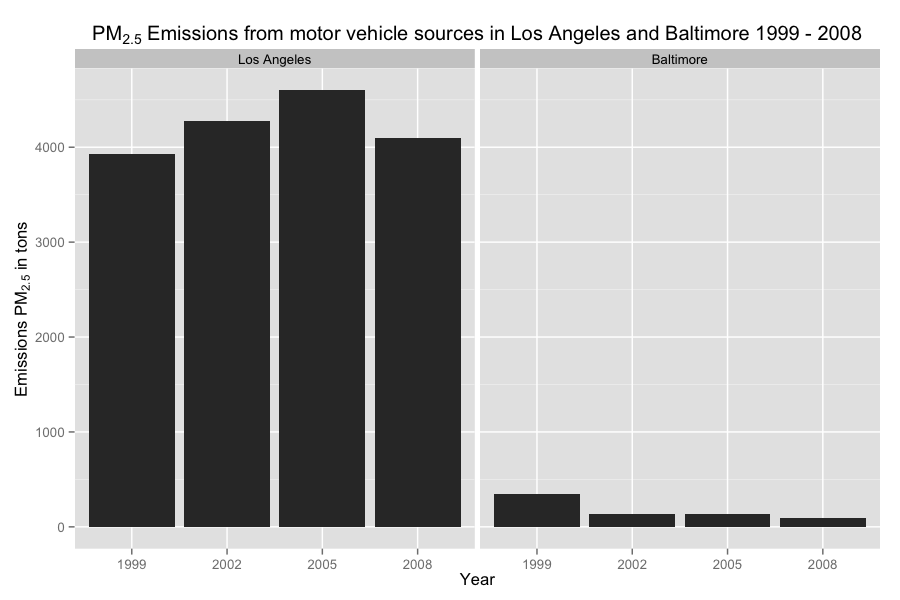 PM2.5 Emissions from motor vehicle sources in Los Angeles and Baltimore 1999 - 2008
Los Angeles Baltimore
Emissions PM2.5 in tons
4000
3000
2000
1000
0
1999 2002 2005 2008 1999 2002 2005 2008
Year